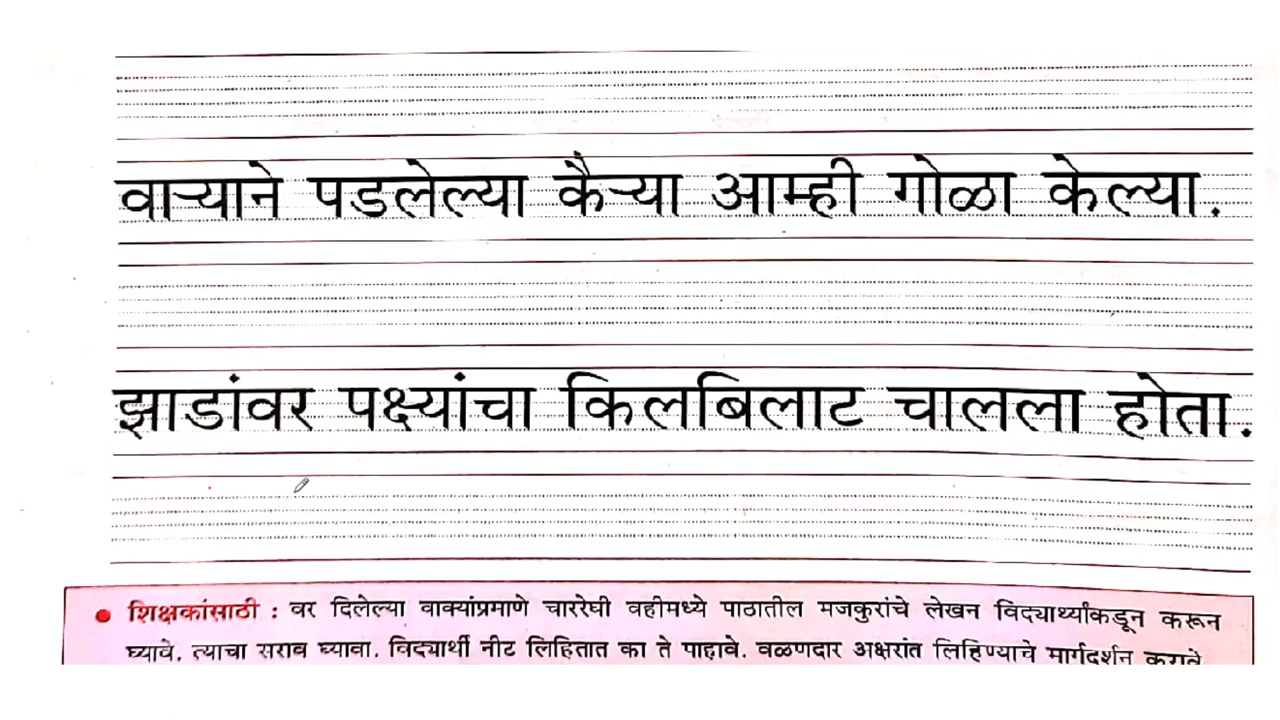 वाऱ्याने पडलेल्या कैऱ्या आम्ही गोळा केल्या.
झाडांवर पक्ष्यांचा किलबिलाट चालला होता.
• शिक्षकांसाठी : वर दिलेल्या वाक्यांप्रमाणे चाररेघी वहीमध्ये पाठातील मजकुरांचे लेखन विद्यार्थ्यांकडून करून
घ्यावे. त्याचा सराव घ्यावा. विद्यार्थी नीट लिहितात का ते पाहावे. वळणदार अक्षरांत लिहिण्याचे मार्गदर्शन करावे